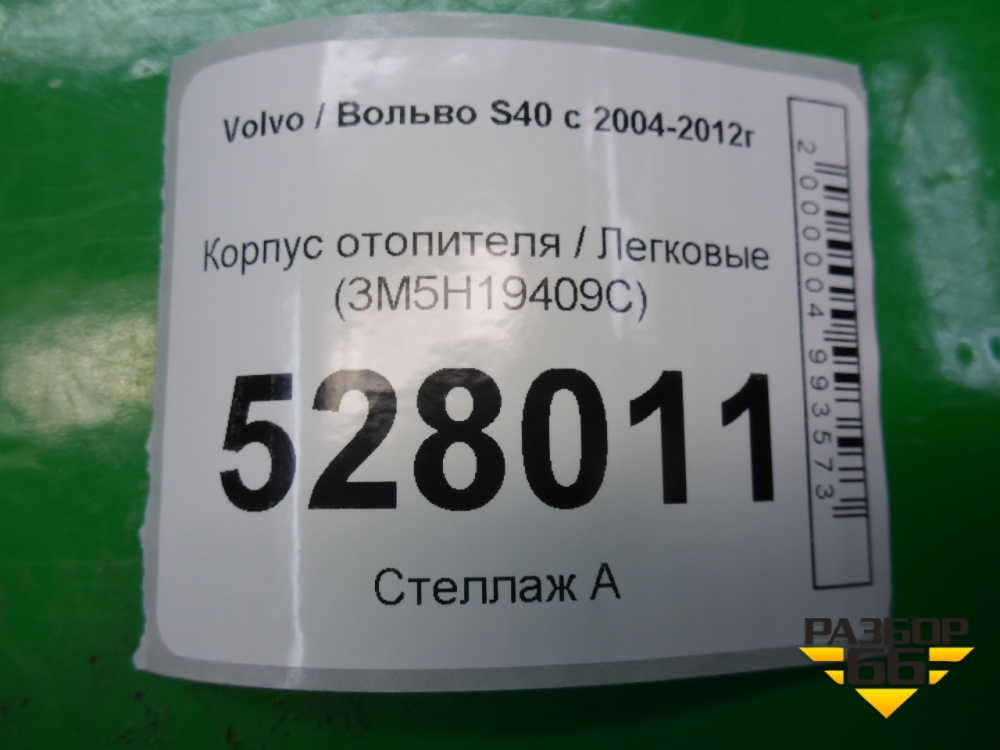 Volvo / Вольво S40 с 2004-2012г
Корпус отопителя / Легковые
(3M5H19409C)
528011
Стеллаж А
2000004993573
РАЗБОР
66